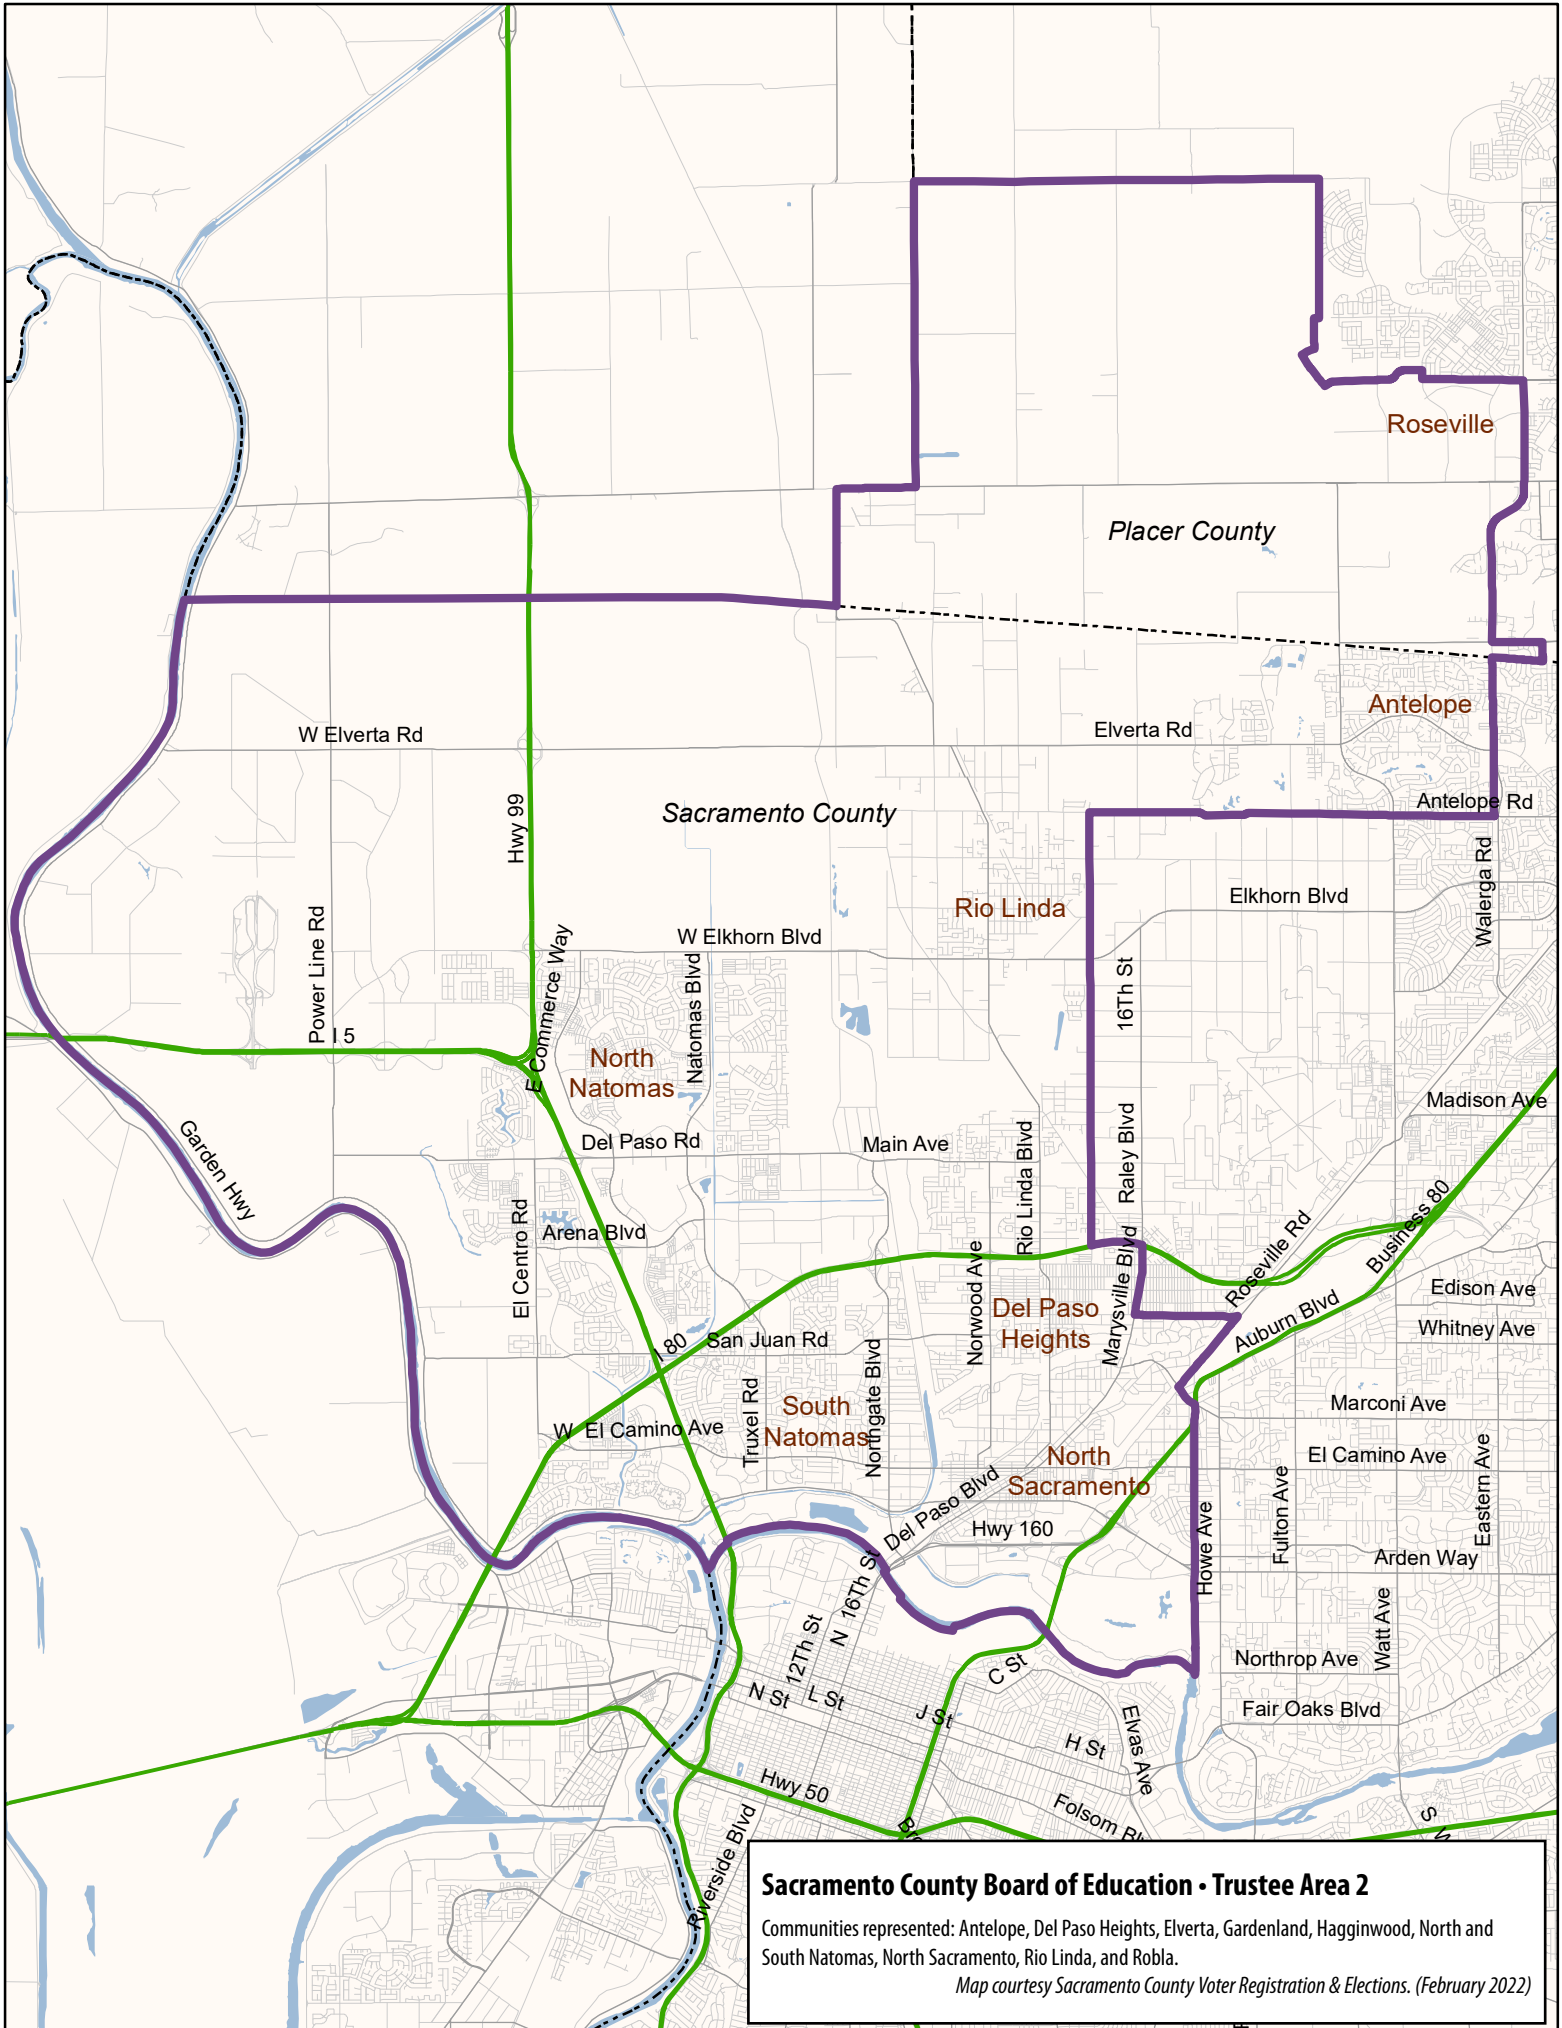 Roseville
Placer County
Antelope
W Elverta Rd
Elverta Rd
Hwy 99
Sacramento County
Antelope Rd
Walerga Rd
Elkhorn Blvd
Rio Linda
Power Line Rd
W Elkhorn Blvd
E Commerce Way
Natomas Blvd
16Th St
I 5
North
Natomas
Madison Ave
Garden Hwy
Del Paso Rd
Main Ave
Rio Linda Blvd
Raley Blvd
El Centro Rd
Arena Blvd
Norwood Ave
Marysville Blvd
Roseville Rd
Business 80
Edison Ave
Del Paso
Heights
Auburn Blvd
Whitney Ave
I 80
San Juan Rd
Northgate Blvd
Truxel Rd
South
Natomas
Marconi Ave
W El Camino Ave
El Camino Ave
Eastern Ave
North
Sacramento
Del Paso Blvd
Hwy 160
Howe Ave
Fulton Ave
Arden Way
N 16Th St
12Th St
Watt Ave
Northrop Ave
C St
N St
L St
J St
H St
Elvas Ave
Fair Oaks Blvd
Hwy 50
Folsom Bl
Riverside Blvd
Sacramento County Board of Education • Trustee Area 2
Communities represented: Antelope, Del Paso Heights, Elverta, Gardenland, Hagginwood, North and
South Natomas, North Sacramento, Rio Linda, and Robla.
Map courtesy Sacramento County Voter Registration & Elections. (February 2022)